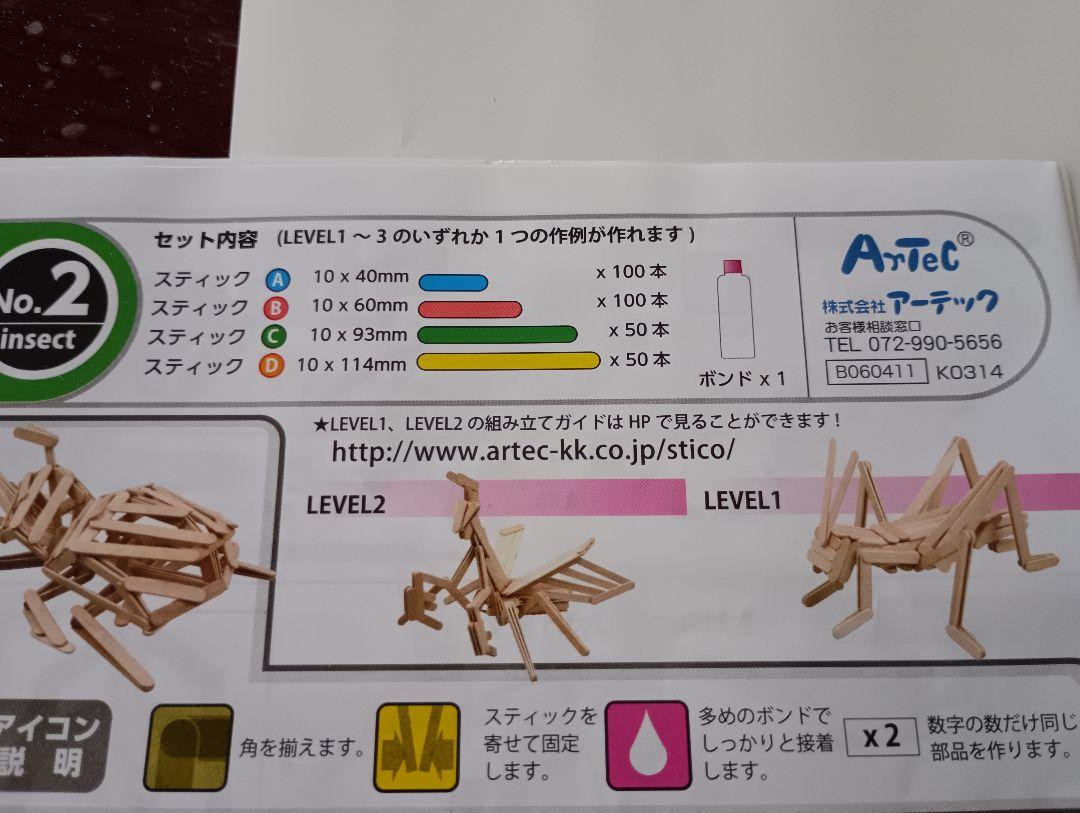 No.2
insect
セット内容 (LEVEL1 ～ 3 のいずれか 1 つの作例が作れます)
スティック A 10 x 40mm x 100 本
スティック B 10 x 60mm x 100 本
スティック C 10 x 93mm x 50 本
スティック D 10 x 114mm x 50 本
ボンド x 1
ArTeC®
株式会社 アーテック
お客様相談窓口
TEL 072-990-5656
B060411 K0314
★LEVEL1、LEVEL2 の組み立てガイドは HP で見ることができます！
http://www.artec-kk.co.jp/stico/
LEVEL2
LEVEL1
アイコン
説 明
角を揃えます。
スティックを
寄せて固定
します。
多めのボンドで
しっかりと接着
します。
x 2
数字の数だけ同じ
部品を作ります。